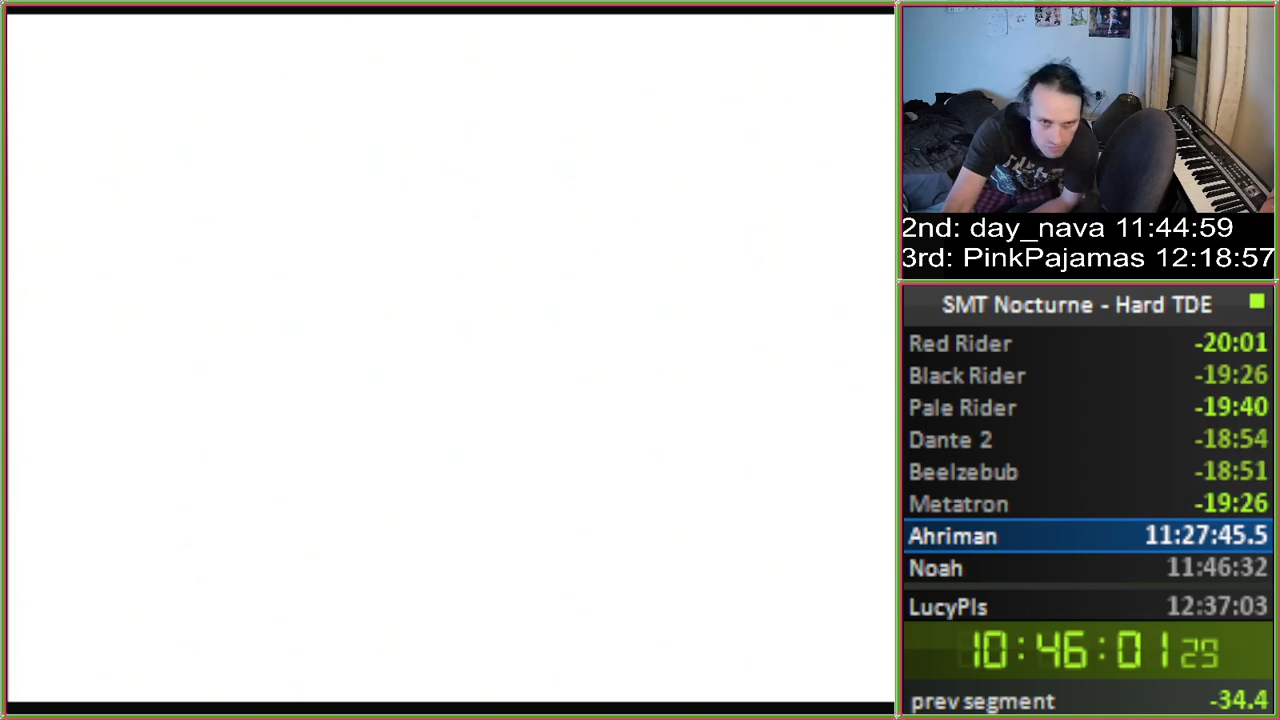 2nd: day_nava 11:44:59
3rd: PinkPajamas 12:18:57
SMT Nocturne - Hard TDE
Red Rider -20:01
Black Rider -19:26
Pale Rider -19:40
Dante 2 -18:54
Beelzebub -18:51
Metatron -19:26
Ahriman 11:27:45.5
Noah 11:46:32
LucyPls 12:37:03
10:46:01 29
prev segment -34.4